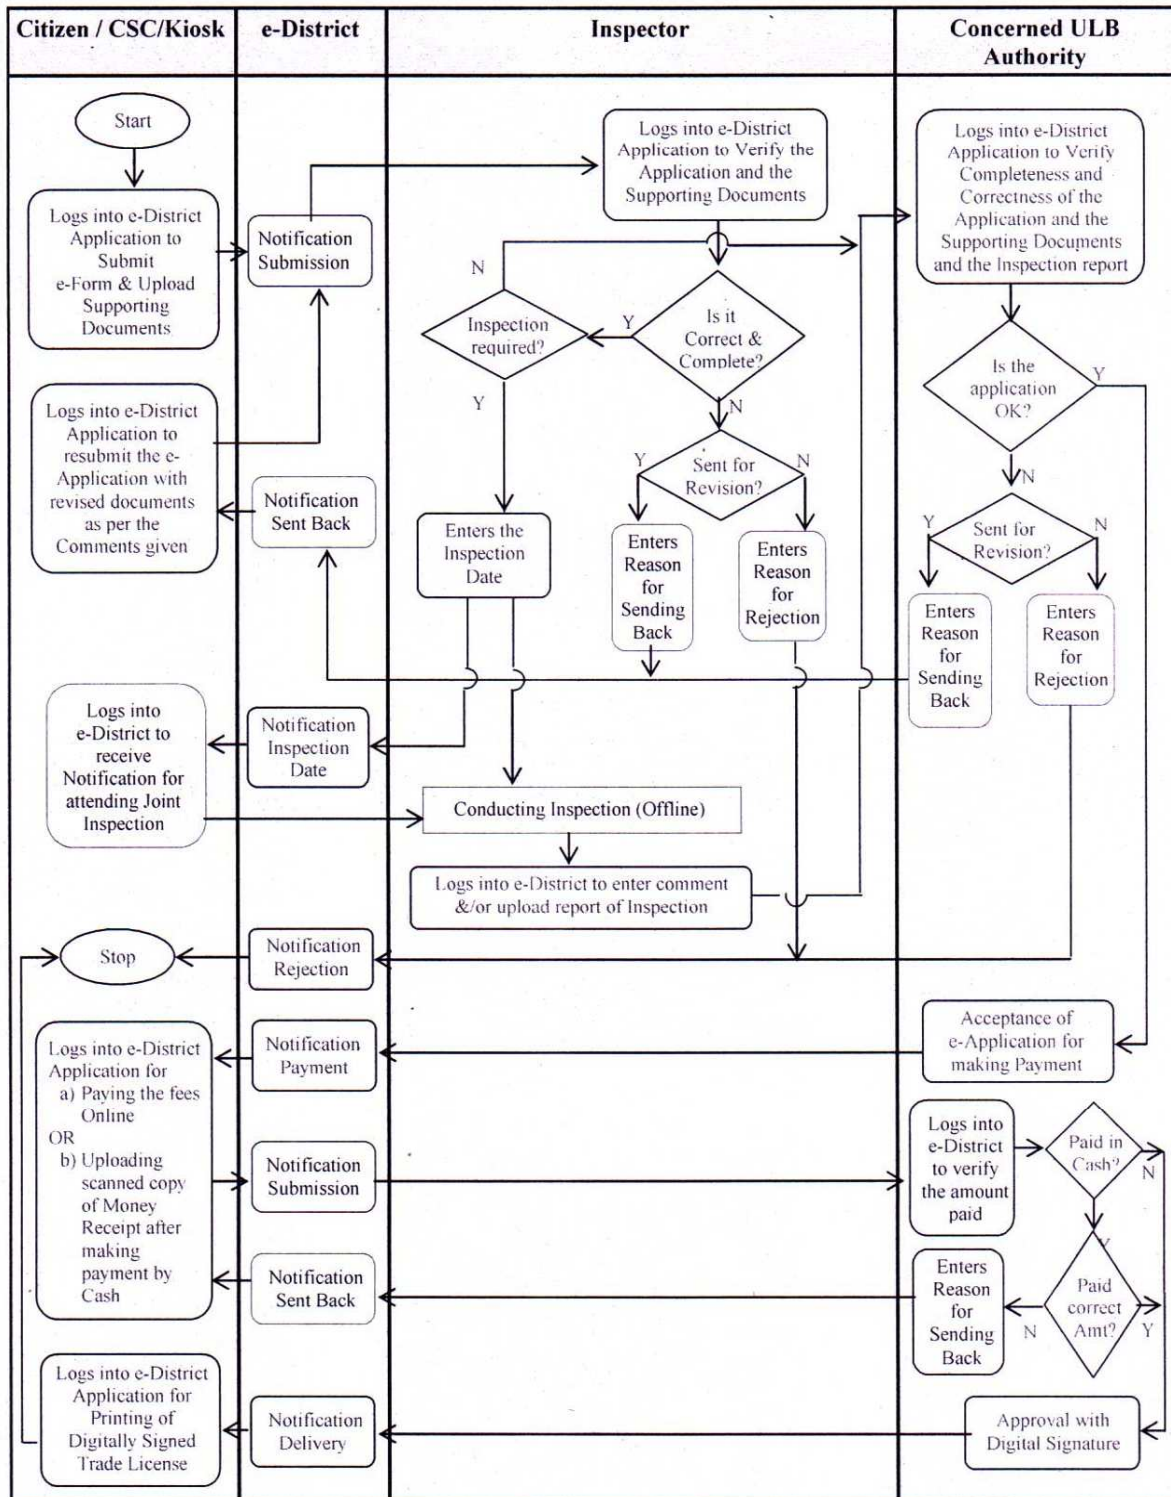 Citizen / CSC/Kiosk
e-District
Inspector
Concerned ULB
Authority
Start
Logs into e-District
Application to
Submit
e-Form & Upload
Supporting
Documents
Notification
Submission
Logs into e-District
Application to Verify the
Application and the
Supporting Documents
Logs into e-District
Application to Verify
Completeness and
Correctness of the
Application and the
Supporting Documents
and the Inspection report
N
Inspection
required?
Y
Y
Is it
Correct &
Complete?
N
Is the
application
OK?
Y
N
Logs into e-District
Application to
resubmit the e-
Application with
revised documents
as per the
Comments given
Notification
Sent Back
Enters the
Inspection
Date
Y
Sent for
Revision?
N
Enters
Reason
for
Sending
Back
Enters
Reason
for
Rejection
Y
Sent for
Revision?
N
Enters
Reason
for
Sending
Back
Enters
Reason
for
Rejection
Logs into
e-District to
receive
Notification for
attending Joint
Inspection
Notification
Inspection
Date
Conducting Inspection (Offline)
Logs into e-District to enter comment
&/or upload report of Inspection
Stop
Notification
Rejection
Logs into e-District
Application for
a) Paying the fees
Online
OR
b) Uploading
scanned copy
of Money
Receipt after
making
payment by
Cash
Notification
Payment
Acceptance of
e-Application for
making Payment
Notification
Submission
Logs into
e-District
to verify
the amount
paid
Paid in
Cash?
N
Y
Notification
Sent Back
Enters
Reason
for
Sending
Back
N
Paid
correct
Amt?
Y
Logs into e-District
Application for
Printing of
Digitally Signed
Trade License
Notification
Delivery
Approval with
Digital Signature